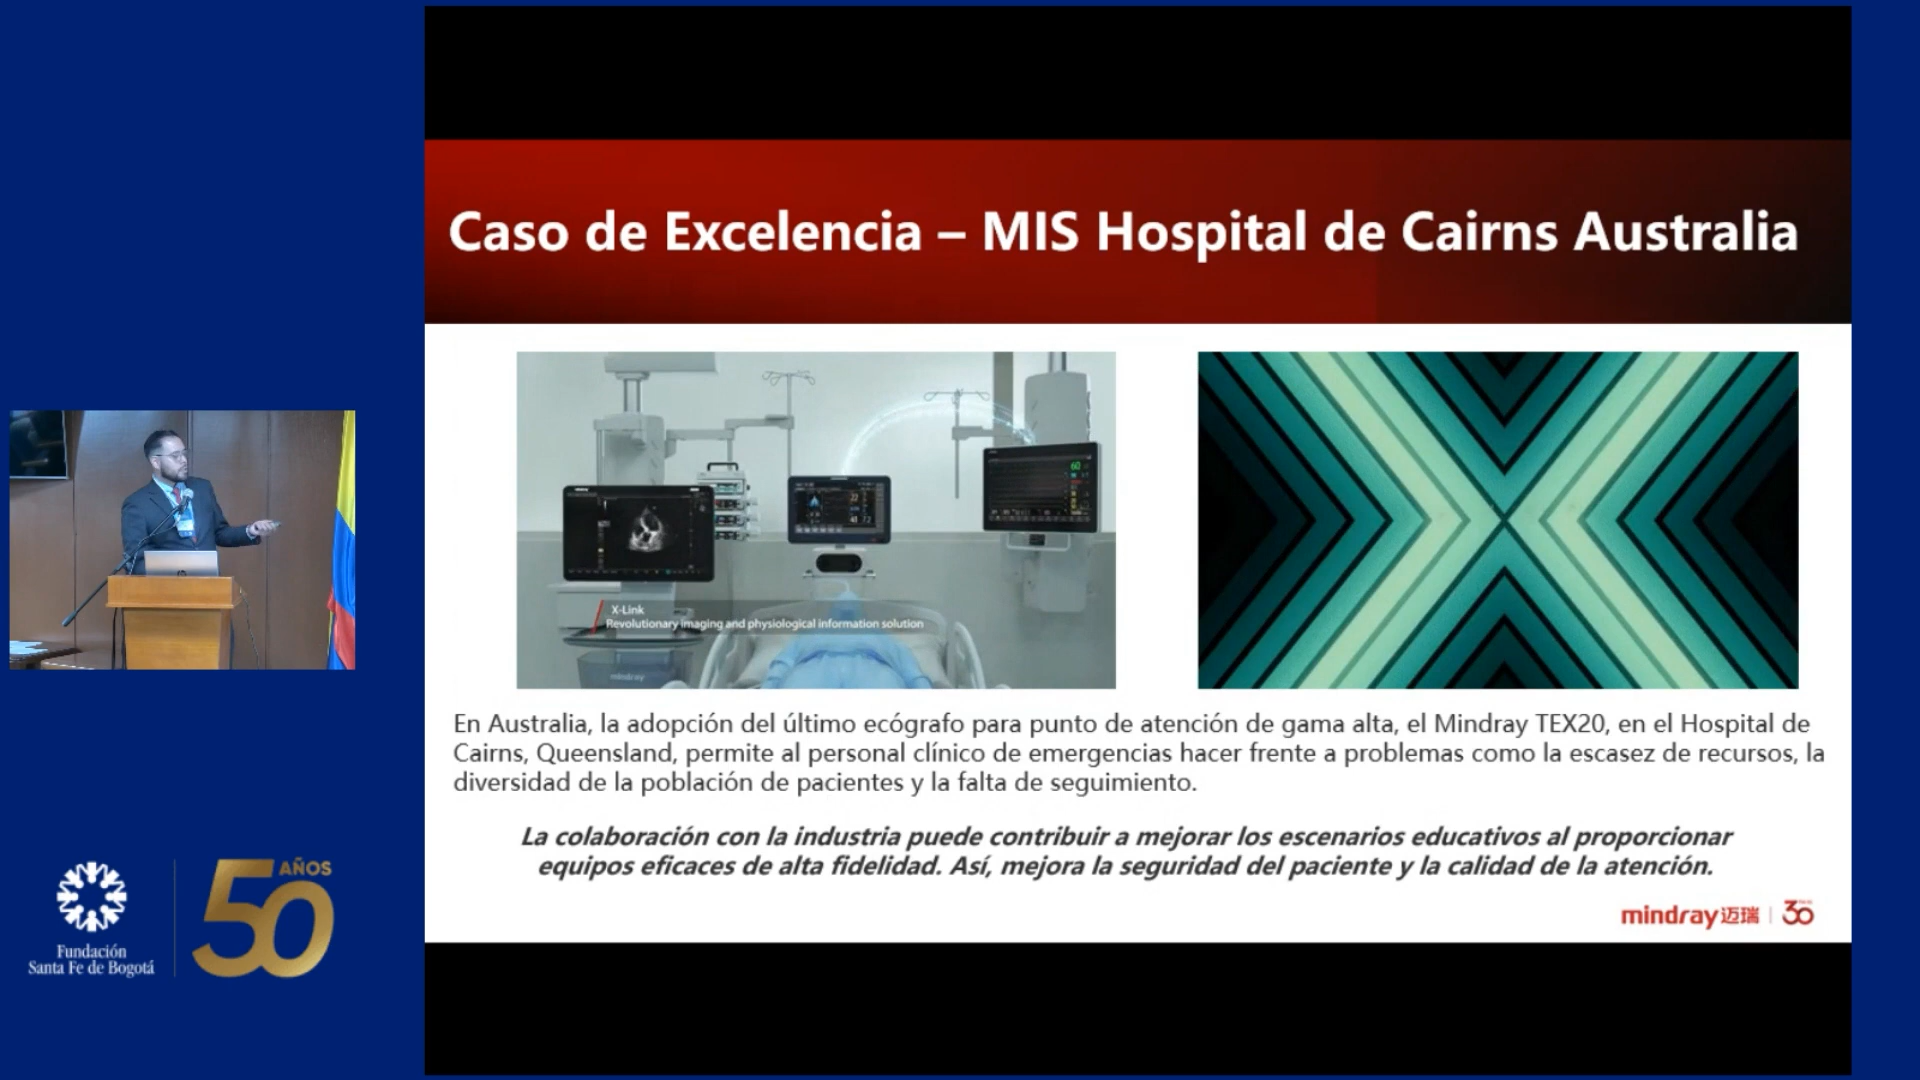 Caso de Excelencia – MIS Hospital de Cairns Australia
X-Link
Revolutionary imaging and physiological information solution
mindray
En Australia, la adopción del último ecógrafo para punto de atención de gama alta, el Mindray TEX20, en el Hospital de
Cairns, Queensland, permite al personal clínico de emergencias hacer frente a problemas como la escasez de recursos, la
diversidad de la población de pacientes y la falta de seguimiento.
La colaboración con la industria puede contribuir a mejorar los escenarios educativos al proporcionar
equipos eficaces de alta fidelidad. Así, mejora la seguridad del paciente y la calidad de la atención.
mindray迈瑞 | 30
Fundación
Santa Fe de Bogotá
50 AÑOS